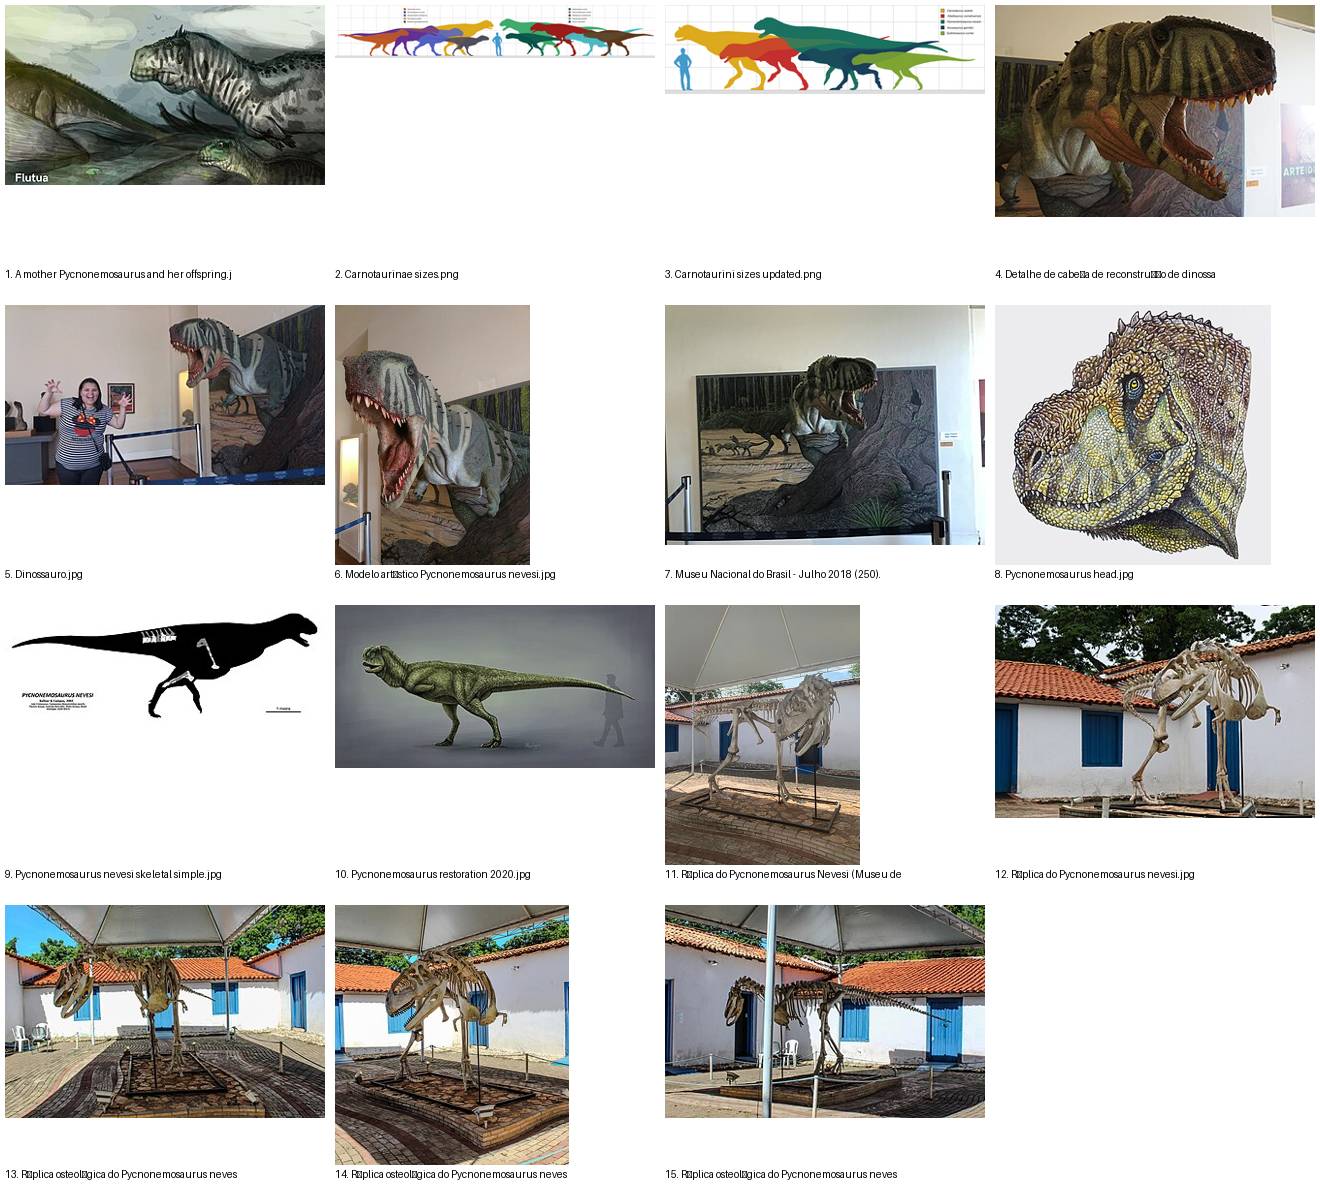 Flutua
ARTE D
1. A mother Pycnonemosaurus and her offspring.j
2. Carnotaurinae sizes.png
3. Carnotaurini sizes updated.png
4. Detalhe de cabe de reconstru o de dinossa
5. Dinossauro.jpg
6. Modelo art stico Pycnonemosaurus nevesi.jpg
7. Museu Nacional do Brasil - Julho 2018 (250).
8. Pycnonemosaurus head.jpg
PYCNONEMOSAURUS NEVESI
9. Pycnonemosaurus nevesi skeletal simple.jpg
10. Pycnonemosaurus restoration 2020.jpg
11. R plica do Pycnonemosaurus Nevesi (Museu de
12. R plica do Pycnonemosaurus nevesi.jpg
13. R plica osteol gica do Pycnonemosaurus neves
14. R plica osteol gica do Pycnonemosaurus neves
15. R plica osteol gica do Pycnonemosaurus neves